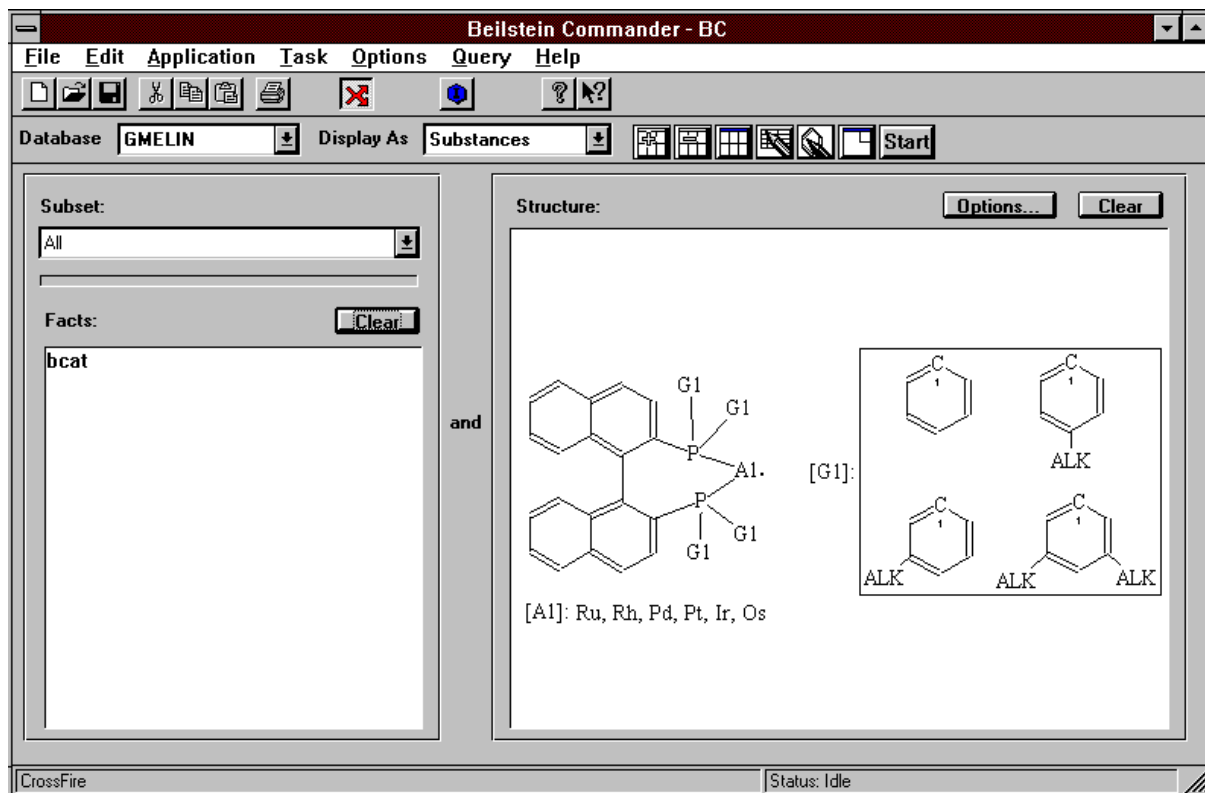 Beilstein Commander - BC
File Edit Application Task Options Query Help
Database GMELIN Display As Substances Start
Subset:
All
Facts: Clear
bcat
and
Structure: Options... Clear
G1
G1
P
A1.
P
G1
G1
[A1]: Ru, Rh, Pd, Pt, Ir, Os
[G1]:
C C
1 1
ALK
C C
1 1
ALK ALK ALK
CrossFire Status: Idle